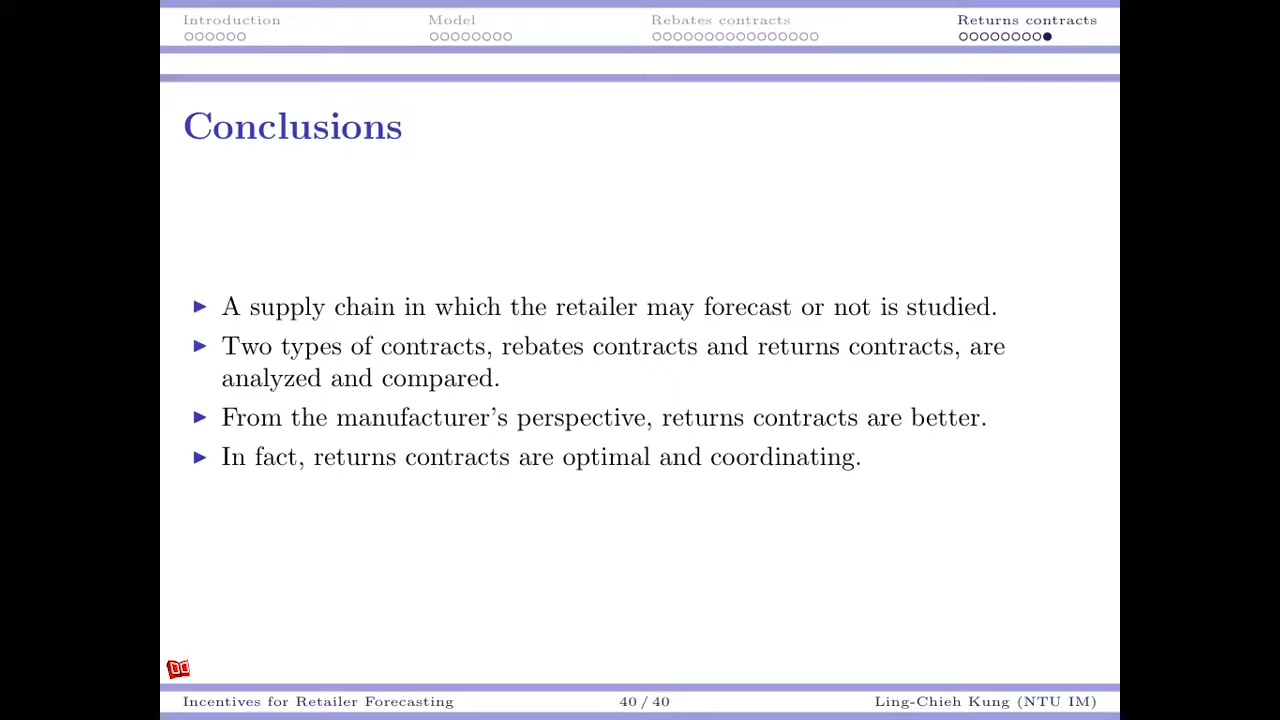 Introduction Model Rebates contracts Returns contracts
Conclusions
A supply chain in which the retailer may forecast or not is studied.
Two types of contracts, rebates contracts and returns contracts, are
analyzed and compared.
From the manufacturer's perspective, returns contracts are better.
In fact, returns contracts are optimal and coordinating.
Incentives for Retailer Forecasting 40 / 40 Ling-Chieh Kung (NTU IM)